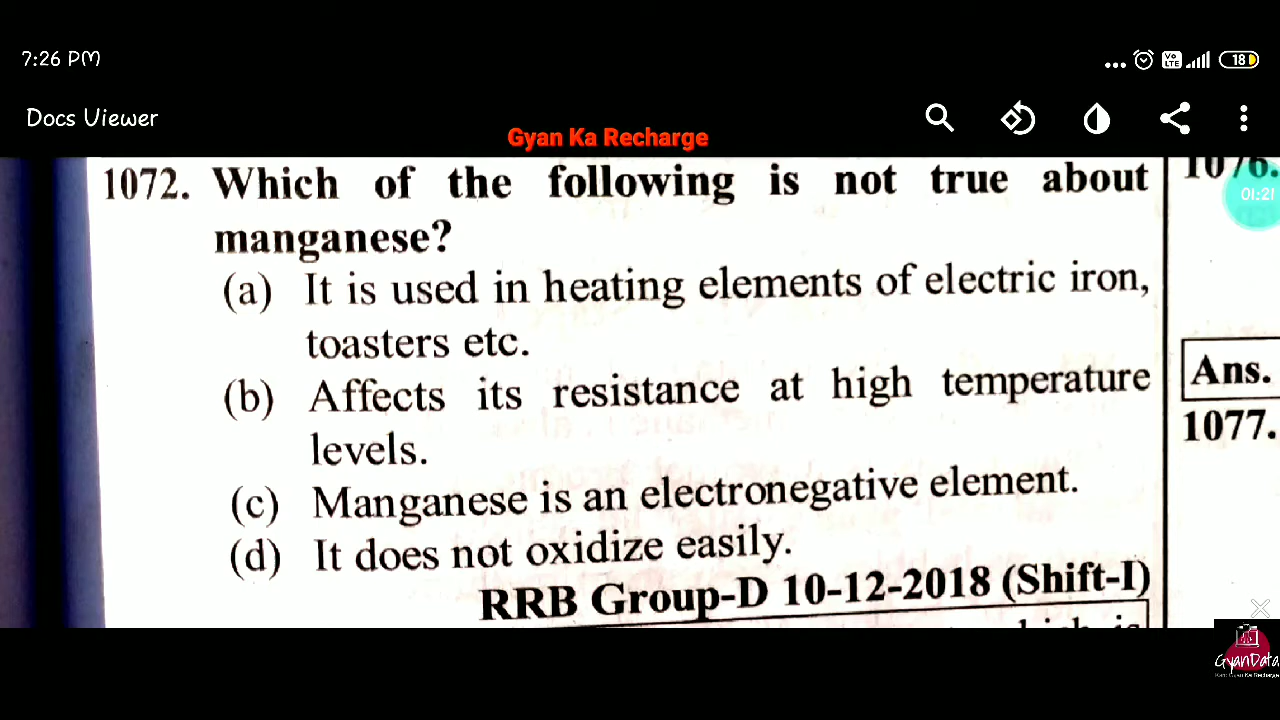 7:26 PM
Vo LTE
18
Docs Viewer
Gyan Ka Recharge
1072. Which of the following is not true about
manganese?
(a) It is used in heating elements of electric iron,
toasters etc.
(b) Affects its resistance at high temperature
levels.
(c) Manganese is an electronegative element.
(d) It does not oxidize easily.
RRB Group-D 10-12-2018 (Shift-I)
1076.
01:21
Ans.
1077.
GyanData